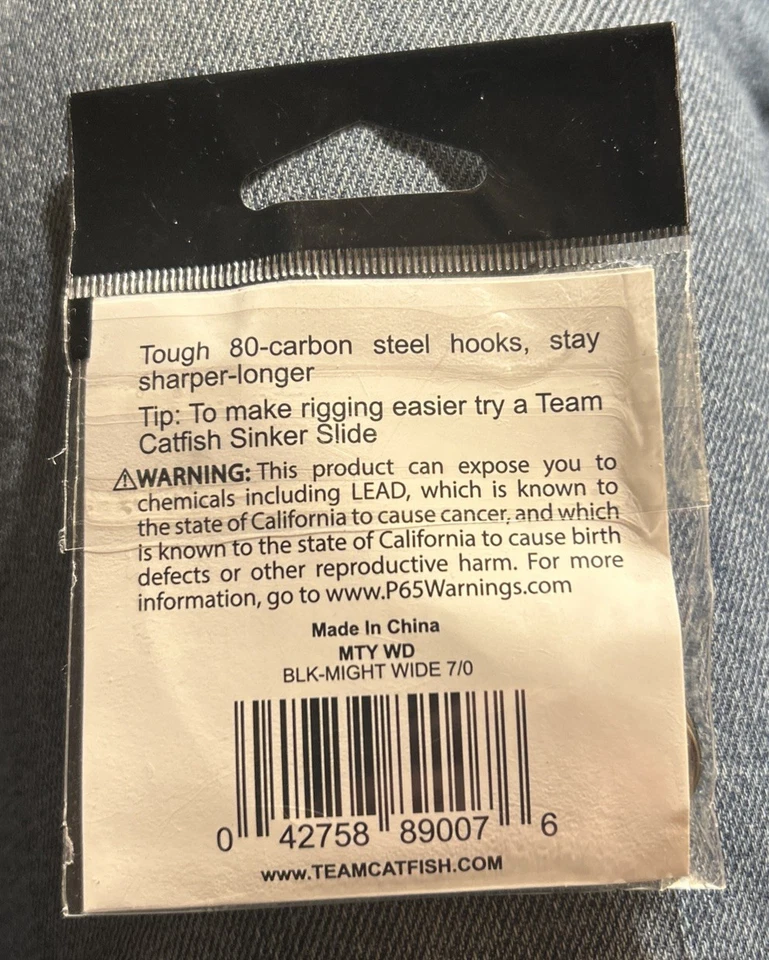 Tough 80-carbon steel hooks, stay
sharper-longer
Tip: To make rigging easier try a Team
Catfish Sinker Slide
⚠WARNING: This product can expose you to
chemicals including LEAD, which is known to
the state of California to cause cancer, and which
is known to the state of California to cause birth
defects or other reproductive harm. For more
information, go to www.P65Warnings.com
Made In China
MTY WD
BLK-MIGHT WIDE 7/0
0 42758 89007 6
www.TEAMCATFISH.COM